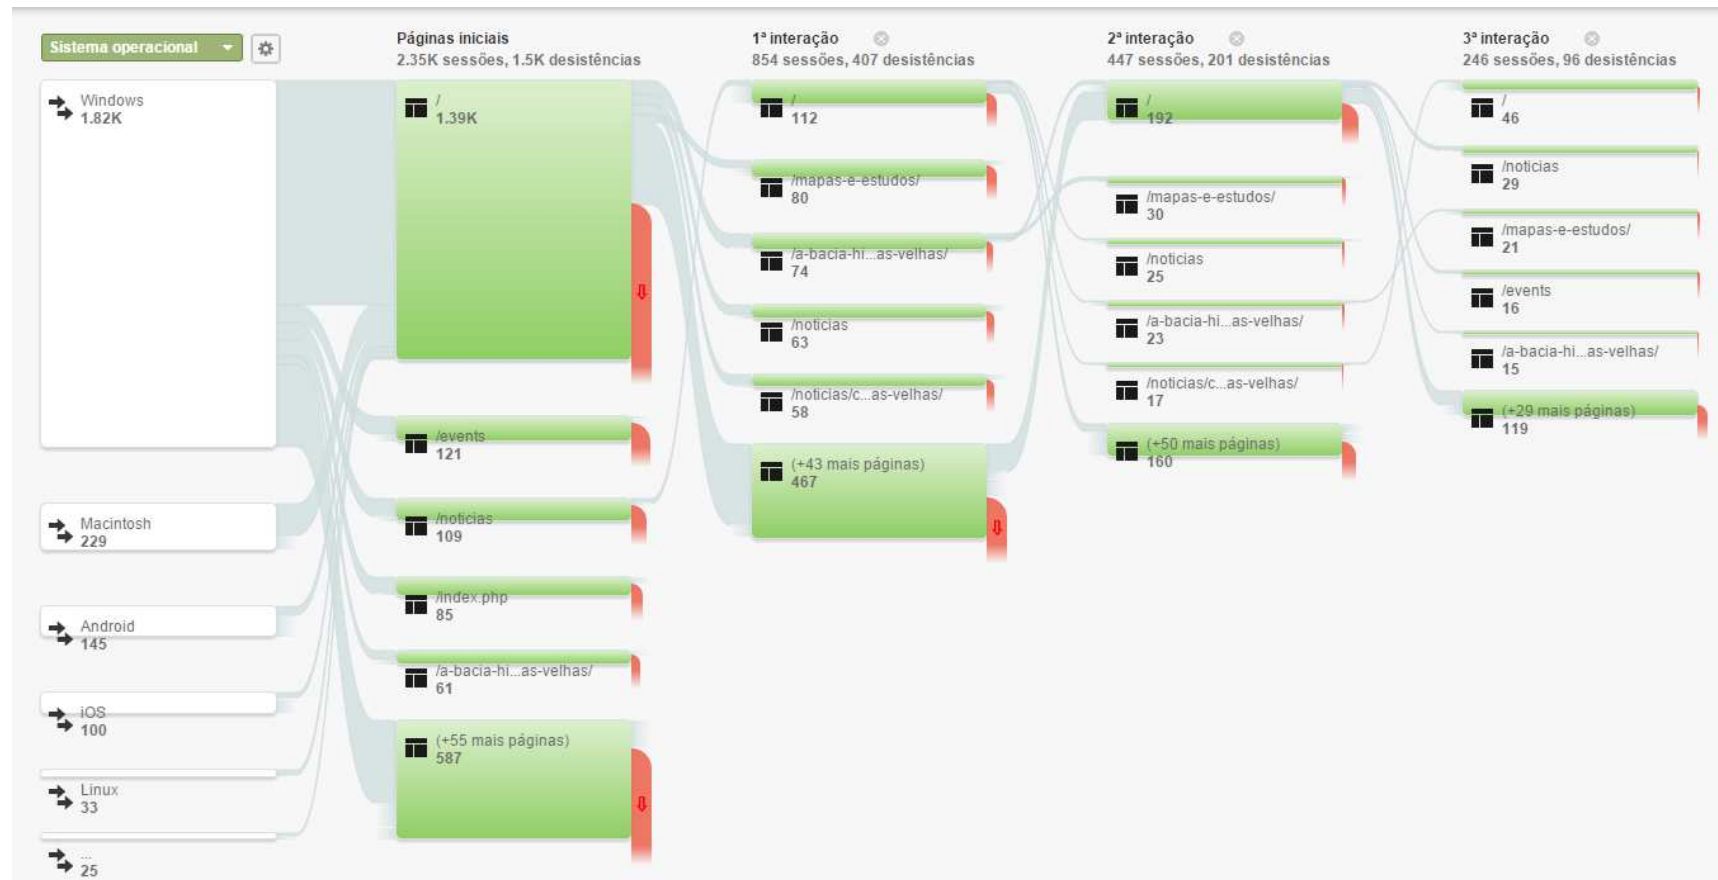 Sistema operacional
Windows
1.82K
Macintosh
229
Android
145
iOS
100
Linux
33
...
25
Páginas iniciais
2.35K sessões, 1.5K desistências
/
1.39K
/events
121
/noticias
109
/index.php
85
/a-bacia-hi...as-velhas/
61
(+55 mais páginas)
587
1ª interação
854 sessões, 407 desistências
/
112
/mapas-e-estudos/
80
/a-bacia-hi...as-velhas/
74
/noticias
63
/noticias/c...as-velhas/
58
(+43 mais páginas)
467
2ª interação
447 sessões, 201 desistências
/
192
/mapas-e-estudos/
30
/noticias
25
/a-bacia-hi...as-velhas/
23
/noticias/c...as-velhas/
17
(+50 mais páginas)
160
3ª interação
246 sessões, 96 desistências
/
46
/noticias
29
/mapas-e-estudos/
21
/events
16
/a-bacia-hi...as-velhas/
15
(+29 mais páginas)
119